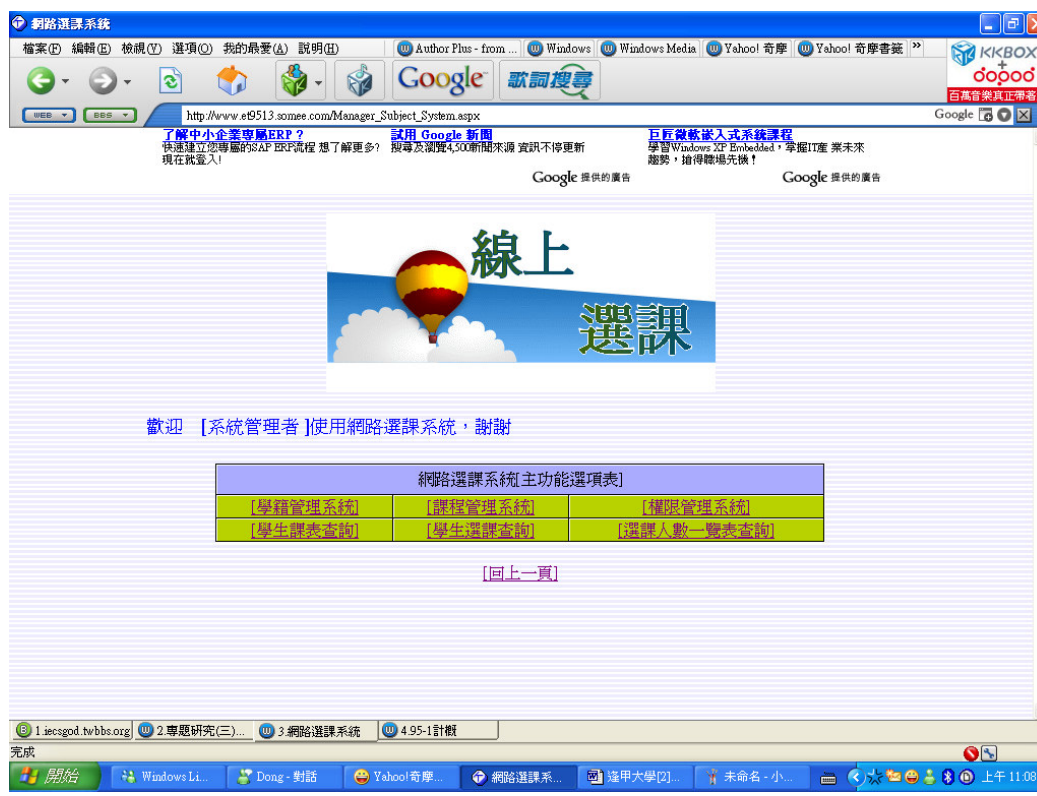 網路選課系統
檔案(F) 編輯(E) 檢視(V) 選項(O) 我的最愛(A) 說明(H) Author Plus - from ... Windows Windows Media Yahoo! 奇摩 Yahoo! 奇摩書籤 »
KKBOX
+
dopod
百萬音樂真正帶著
Google 歌詞搜尋
WEB BBS http://www.et9513.somee.com/Manager_Subject_System.aspx Google
了解中小企業專屬ERP? 試用 Google 新聞 巨匠微軟嵌入式系統課程
快速建立您專屬的SAP ERP流程 想了解更多? 搜尋及瀏覽4,500新聞來源 資訊不停更新 學習Windows XP Embedded,掌握IT產 業未來
現在就登入! 趨勢,搶得職場先機!
Google 提供的廣告 Google 提供的廣告
線上
選課
歡迎 [系統管理者 ]使用網路選課系統,謝謝
網路選課系統[主功能選項表]
[學籍管理系統] [課程管理系統] [權限管理系統]
[學生課表查詢] [學生選課查詢] [選課人數一覽表查詢]
[回上一頁]
1.iecsgod.twbbs.org 2.專題研究(三)... 3.網路選課系統 4.95-1計概
完成
開始 Windows Li... Dong - 對話 Yahoo!奇摩... 網路選課系... 逢甲大學[2]... 未命名 - 小... 上午 11:08